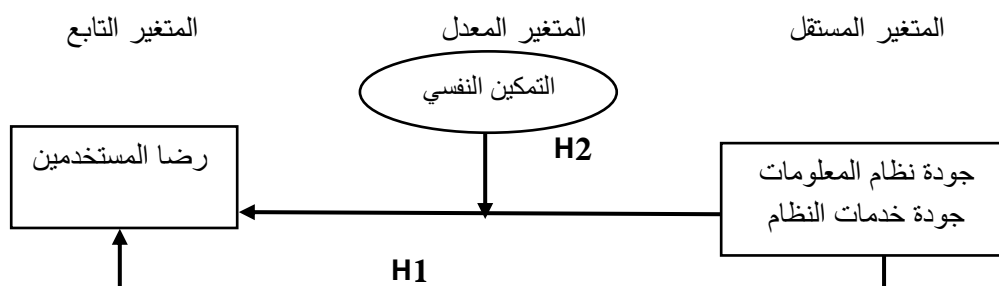 المتغير المستقل
المتغير المعدل
المتغير التابع
التمكين النفسي
H2
رضا المستخدمين
جودة نظام المعلومات
جودة خدمات النظام
H1